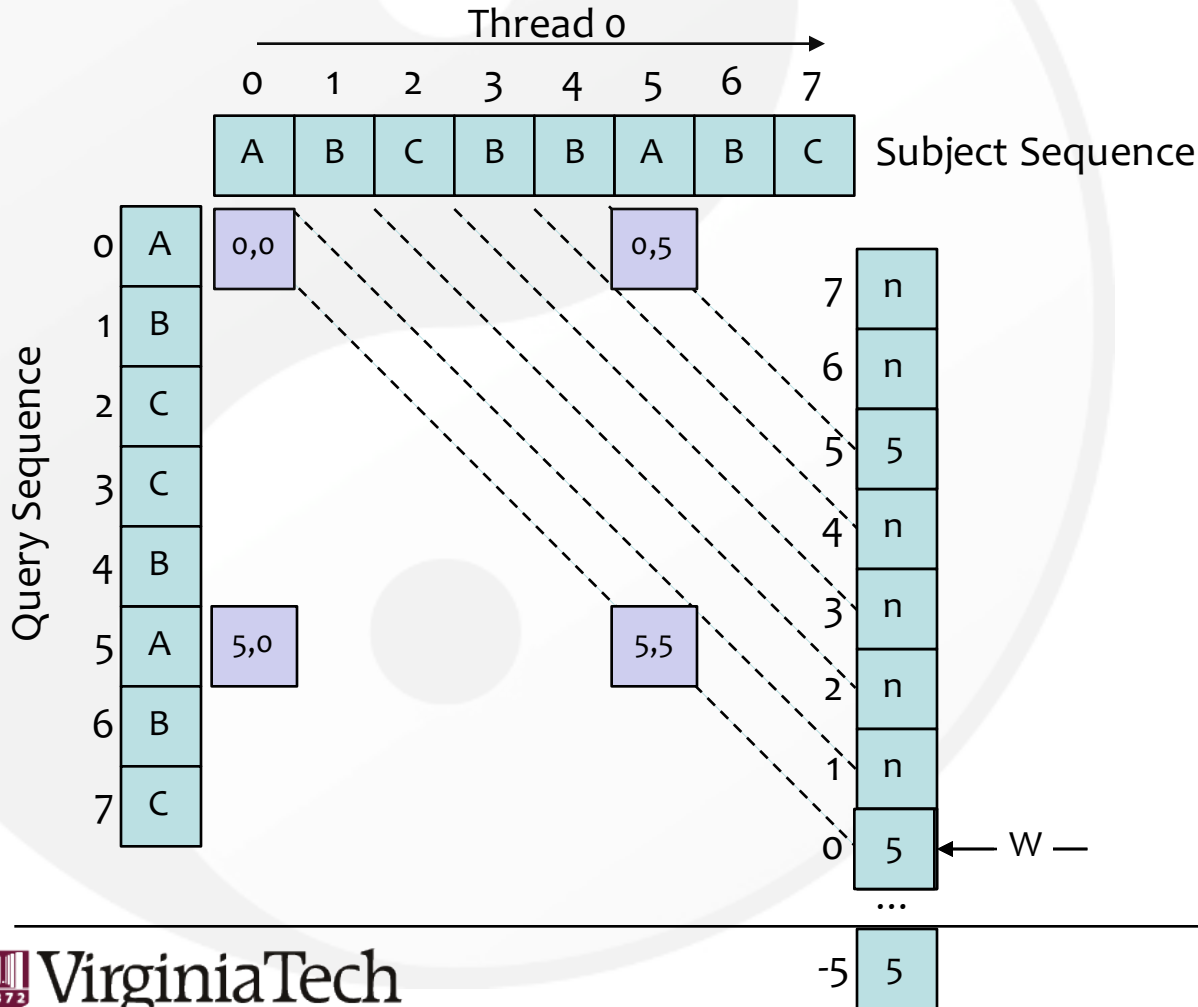 Thread 0
0 1 2 3 4 5 6 7
A B C B B A B C Subject Sequence
Query Sequence
0 A 0,0 0,5
7 n
1 B
6 n
2 C
5 5
3 C
4 n
4 B
3 n
5 A 5,0 5,5
2 n
6 B
1 n
7 C
0 5 W
...
VirginiaTech
-5 5